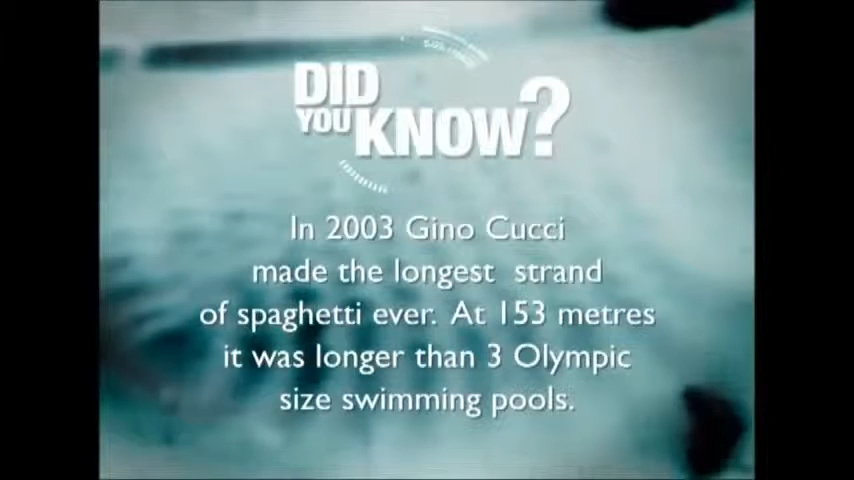 DID
YOU KNOW?
In 2003 Gino Cucci
made the longest strand
of spaghetti ever. At 153 metres
it was longer than 3 Olympic
size swimming pools.